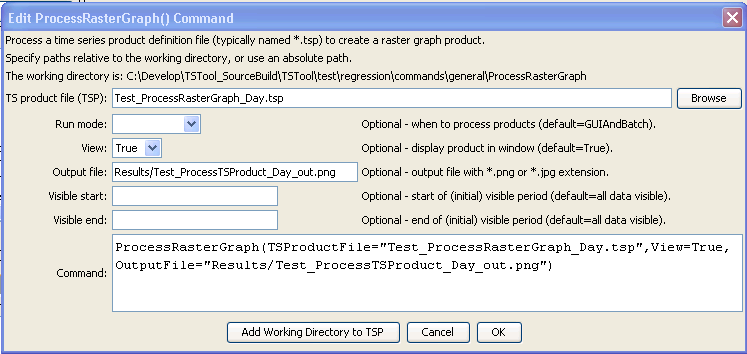 Edit ProcessRasterGraph() Command
Process a time series product definition file (typically named *.tsp) to create a raster graph product.
Specify paths relative to the working directory, or use an absolute path.
The working directory is: C:\Develop\TSTool_SourceBuild\TSTool\test\regression\commands\general\ProcessRasterGraph
TS product file (TSP): Test_ProcessRasterGraph_Day.tsp Browse
Run mode: Optional - when to process products (default=GUIAndBatch).
View: True Optional - display product in window (default=True).
Output file: Results/Test_ProcessTSProduct_Day_out.png Optional - output file with *.png or *.jpg extension.
Visible start: Optional - start of (initial) visible period (default=all data visible).
Visible end: Optional - end of (initial) visible period (default=all data visible).
ProcessRasterGraph(TSProductFile="Test_ProcessRasterGraph_Day.tsp",View=True,
OutputFile="Results/Test_ProcessTSProduct_Day_out.png")
Command:
Add Working Directory to TSP Cancel OK